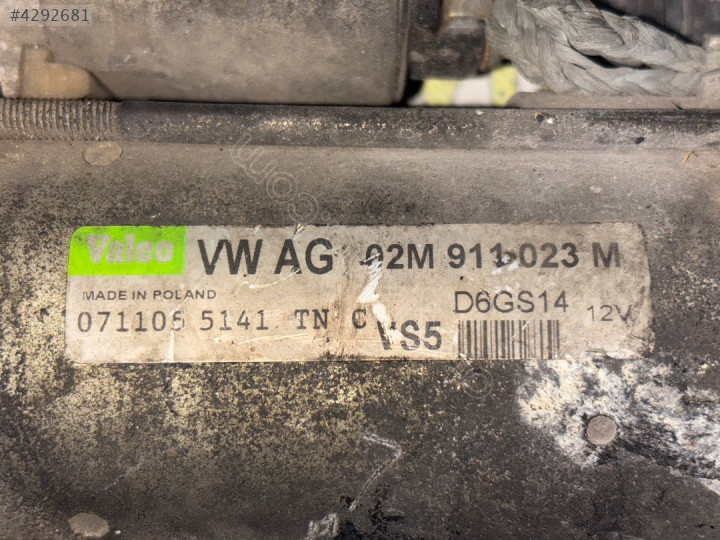 #4292681
Valeo VW AG 02M 911 023 M
MADE IN POLAND D6GS14 12V
071106 5141 TN C VS5